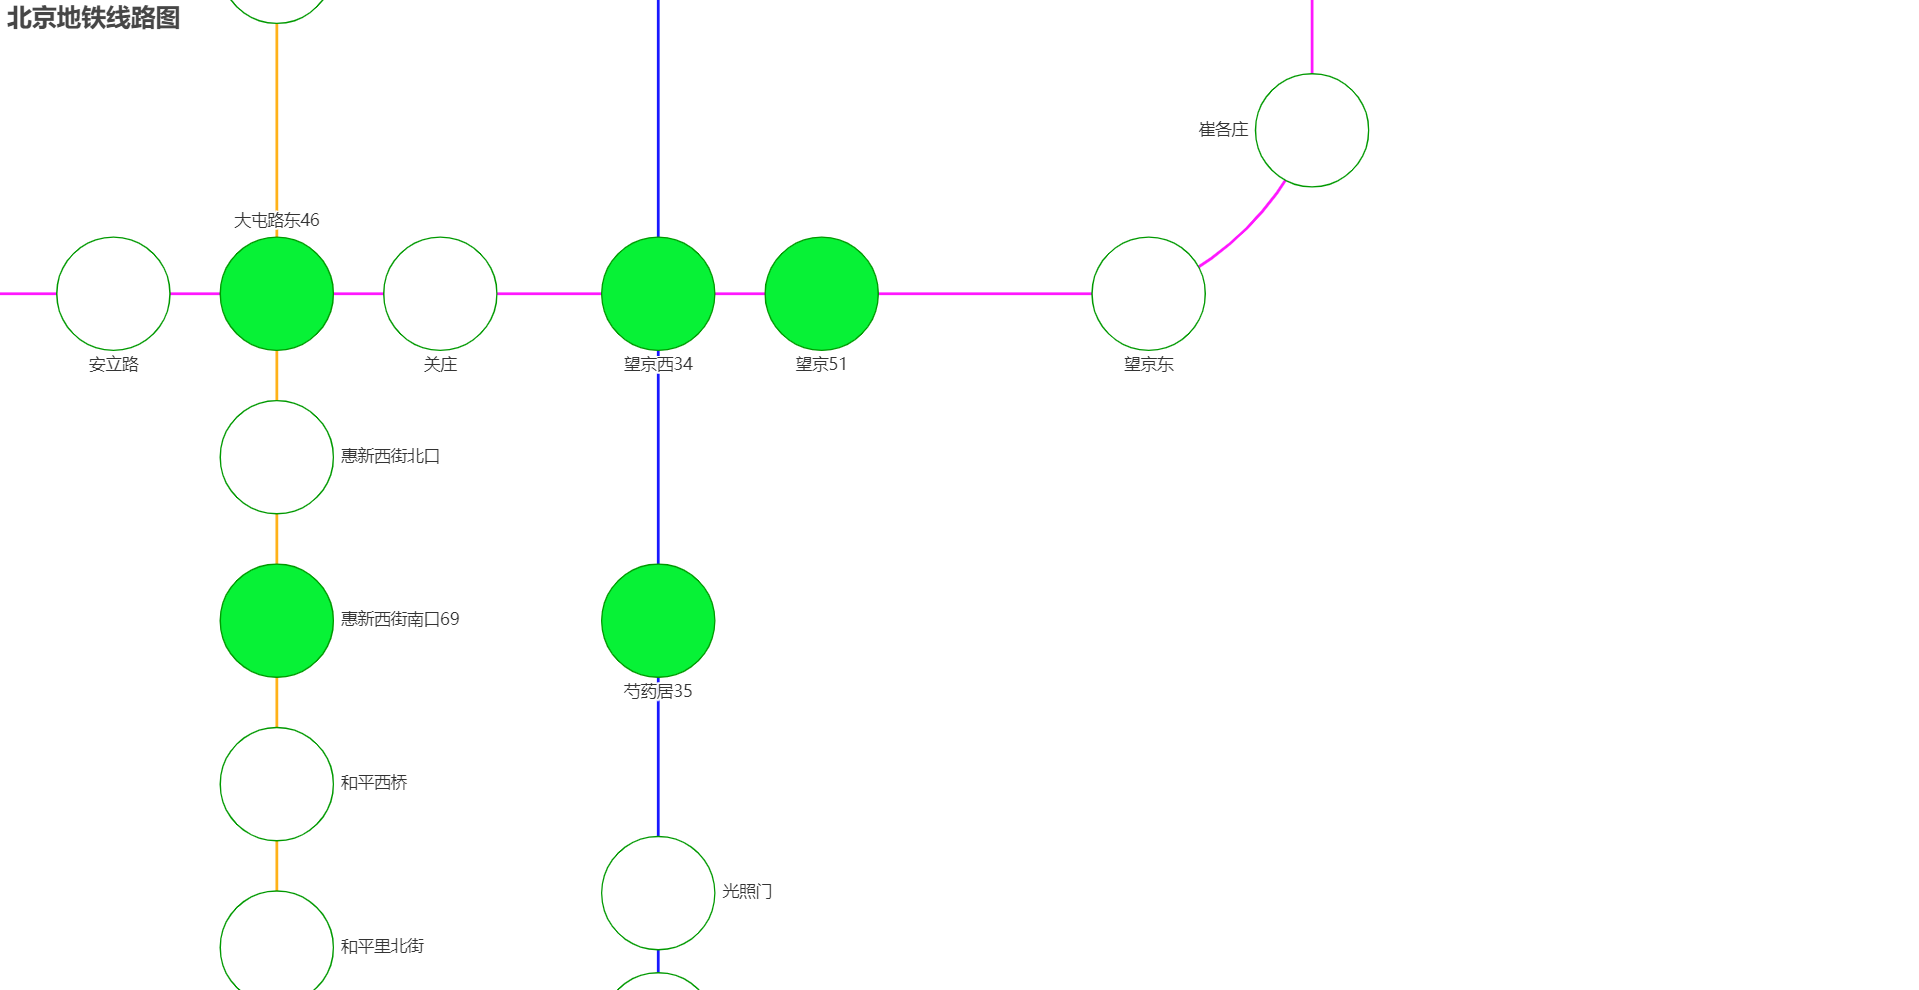 北京地铁线路图
崔各庄
大屯路东46
安立路
关庄
望京西34
望京51
望京东
惠新西街北口
惠新西街南口69
芍药居35
和平西桥
光照门
和平里北街